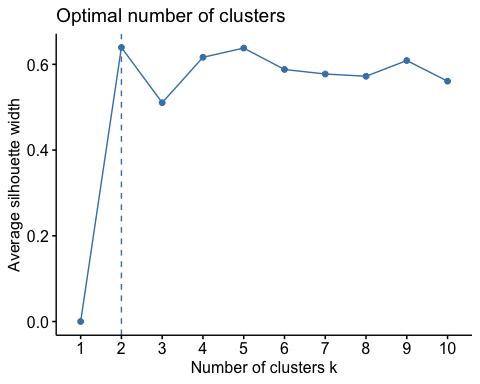 Optimal number of clusters
Average silhouette width
0.6
0.4
0.2
0.0
1 2 3 4 5 6 7 8 9 10
Number of clusters k